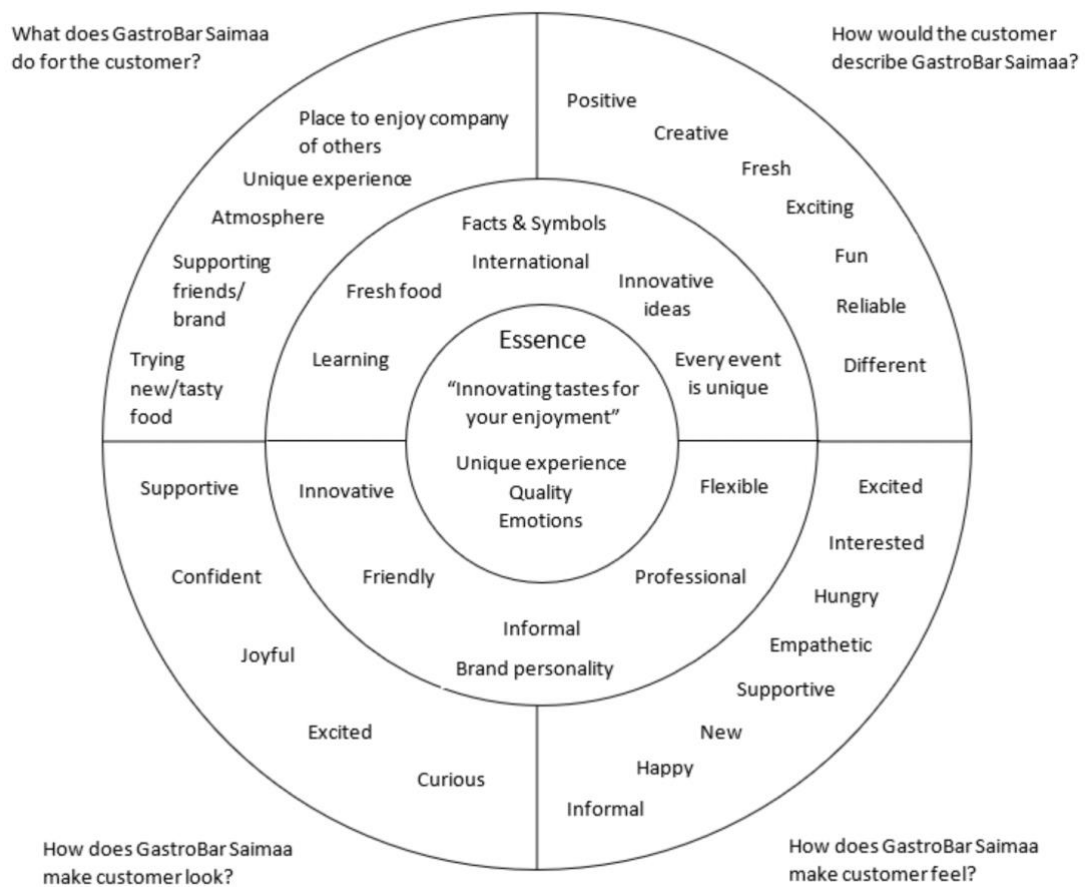 What does GastroBar Saimaa
do for the customer?
How would the customer
describe GastroBar Saimaa?
Place to enjoy company
of others
Unique experience
Atmosphere
Supporting
friends/
brand
Trying
new/tasty
food
Positive
Creative
Fresh
Exciting
Fun
Reliable
Different
Facts & Symbols
International
Fresh food
Innovative
ideas
Learning
Every event
is unique
Essence
“Innovating tastes for
your enjoyment”
Unique experience
Quality
Emotions
Innovative
Flexible
Friendly
Professional
Informal
Brand personality
Supportive
Confident
Joyful
Excited
Curious
Excited
Interested
Hungry
Empathetic
Supportive
New
Happy
Informal
How does GastroBar Saimaa
make customer look?
How does GastroBar Saimaa
make customer feel?